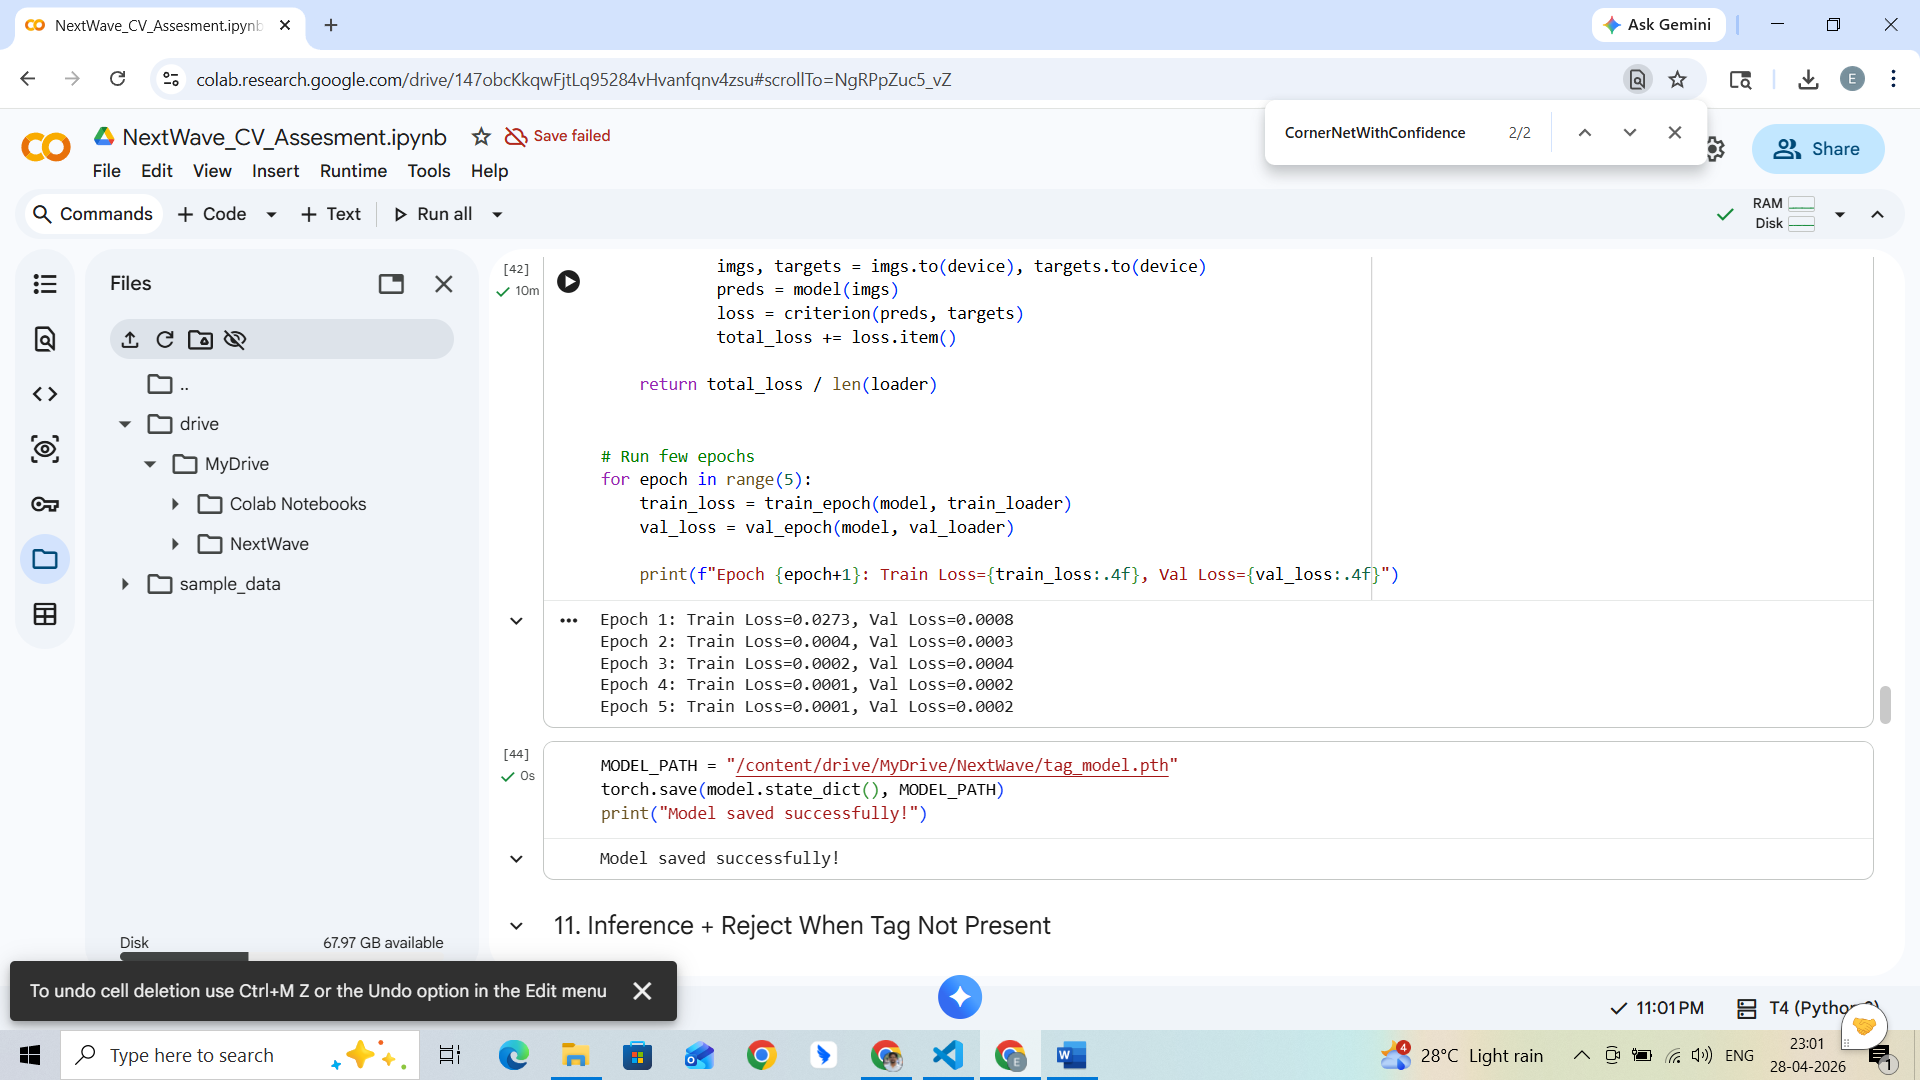 NextWave_CV_Assesment.ipynb
Ask Gemini
colab.research.google.com/drive/147obcKkqwFjtLq95284vHvanfqnv4zsu#scrollTo=NgRPpZuc5_vZ
E
CornerNetWithConfidence 2/2
NextWave_CV_Assesment.ipynb
Save failed
Share
File Edit View Insert Runtime Tools Help
Commands
+ Code
+ Text
Run all
RAM
Disk
Files
..
drive
MyDrive
Colab Notebooks
NextWave
sample_data
Disk 67.97 GB available
[42]
10m
imgs, targets = imgs.to(device), targets.to(device)
preds = model(imgs)
loss = criterion(preds, targets)
total_loss += loss.item()
return total_loss / len(loader)
# Run few epochs
for epoch in range(5):
train_loss = train_epoch(model, train_loader)
val_loss = val_epoch(model, val_loader)
print(f"Epoch {epoch+1}: Train Loss={train_loss:.4f}, Val Loss={val_loss:.4f}")
Epoch 1: Train Loss=0.0273, Val Loss=0.0008
Epoch 2: Train Loss=0.0004, Val Loss=0.0003
Epoch 3: Train Loss=0.0002, Val Loss=0.0004
Epoch 4: Train Loss=0.0001, Val Loss=0.0002
Epoch 5: Train Loss=0.0001, Val Loss=0.0002
[44]
0s
MODEL_PATH = "/content/drive/MyDrive/NextWave/tag_model.pth"
torch.save(model.state_dict(), MODEL_PATH)
print("Model saved successfully!")
Model saved successfully!
11. Inference + Reject When Tag Not Present
To undo cell deletion use Ctrl+M Z or the Undo option in the Edit menu
11:01 PM
T4 (Python
Type here to search
E
4
28°C Light rain
ENG
23:01
28-04-2026
1